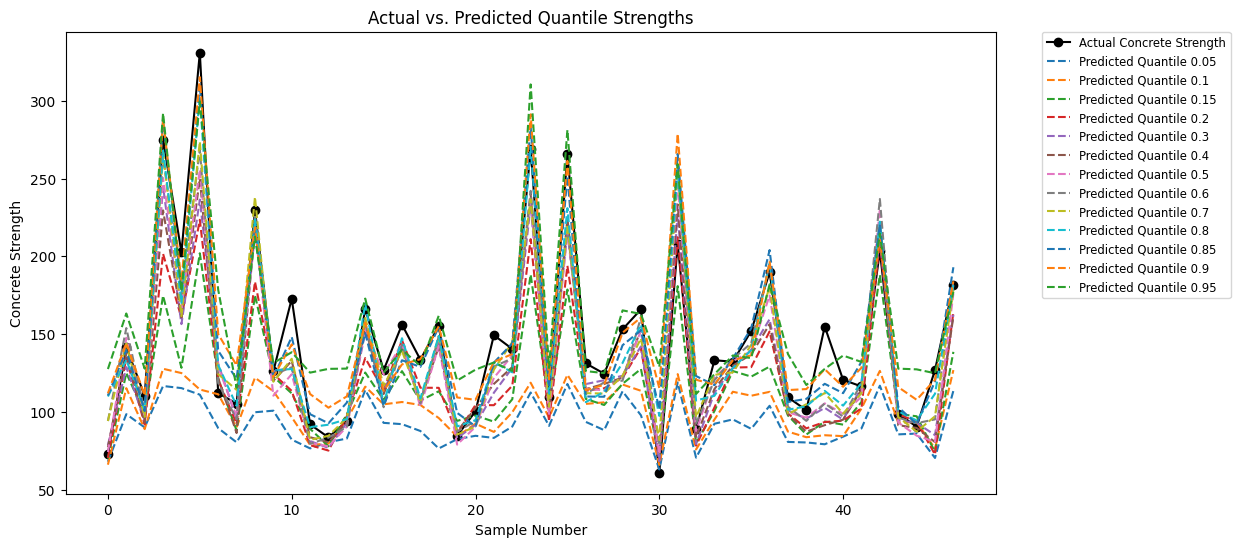 Actual vs. Predicted Quantile Strengths
Concrete Strength
300
250
200
150
100
50
0
10
20
30
40
Sample Number
Actual Concrete Strength
Predicted Quantile 0.05
Predicted Quantile 0.1
Predicted Quantile 0.15
Predicted Quantile 0.2
Predicted Quantile 0.3
Predicted Quantile 0.4
Predicted Quantile 0.5
Predicted Quantile 0.6
Predicted Quantile 0.7
Predicted Quantile 0.8
Predicted Quantile 0.85
Predicted Quantile 0.9
Predicted Quantile 0.95